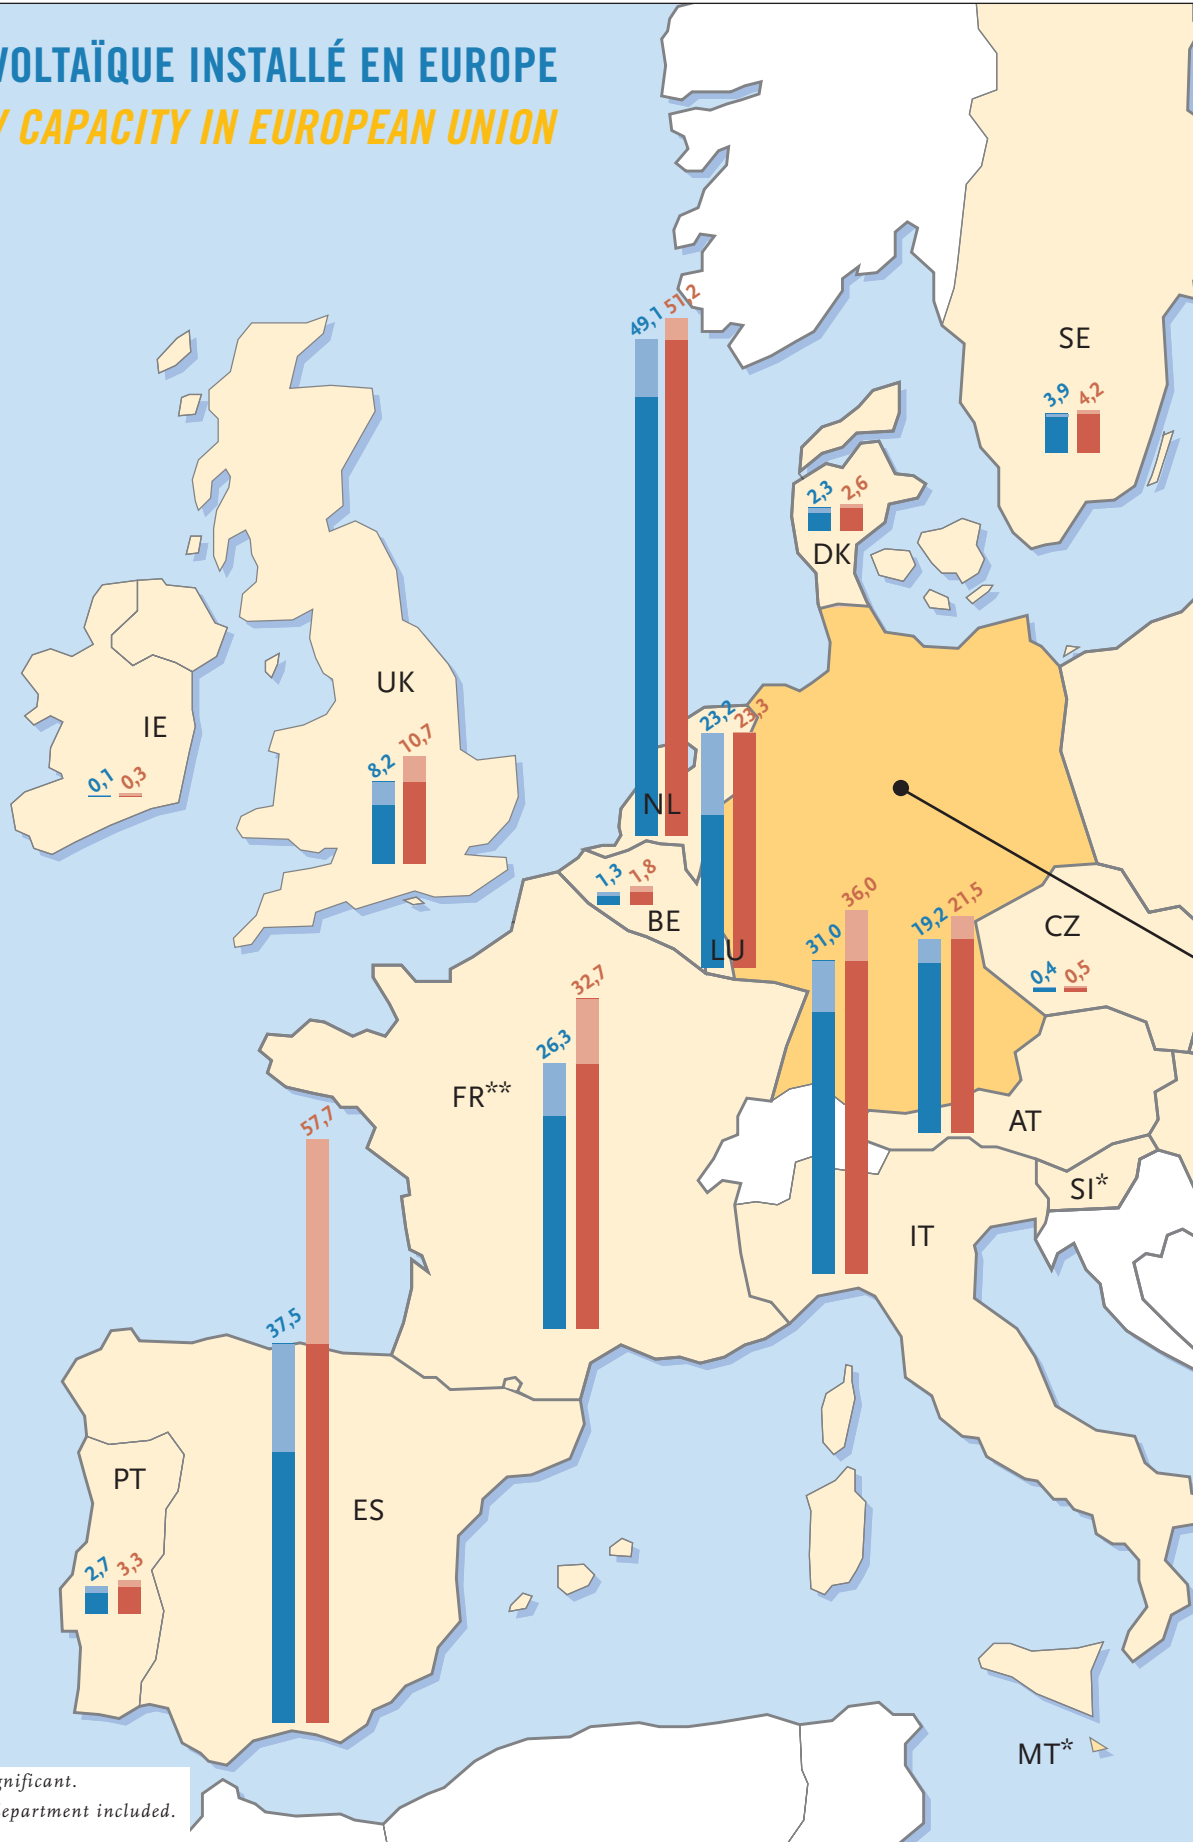 VOLTAÏQUE INSTALLÉ EN EUROPE
CAPACITY IN EUROPEAN UNION
49,1 51,2
SE
3,9 4,2
2,3 2,6
DK
UK
IE
8,2 10,7
0,1 0,3
23,2 23,3
NL
1,3 1,8
BE
LU
31,0 36,0
19,2 21,5
CZ
0,4 0,5
26,3 32,7
FR**
AT
57,7
SI*
IT
37,5
PT
ES
2,7 3,3
MT*
gnificant.
department included.